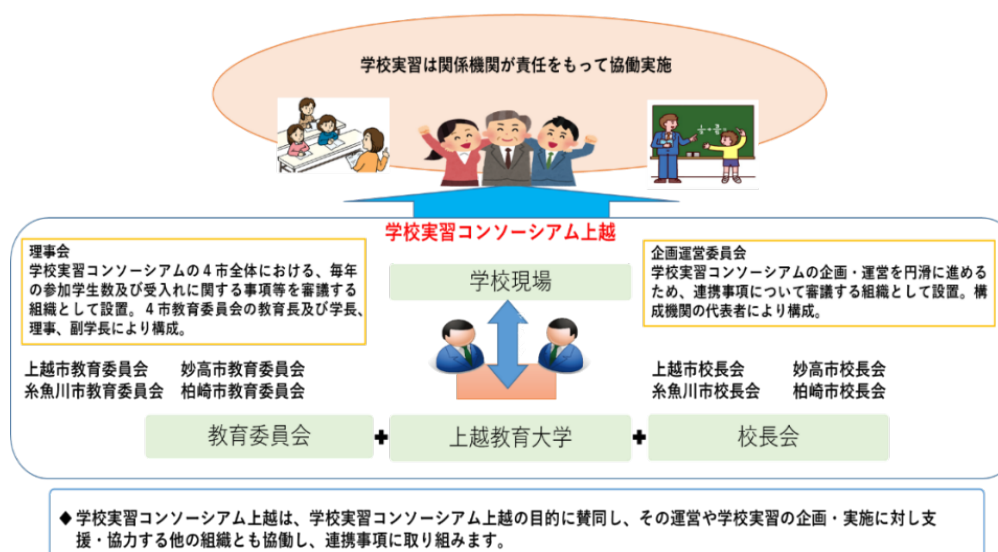 学校実習は関係機関が責任をもって協働実施
学校実習コンソーシアム上越
理事会
学校実習コンソーシアムの4市全体における、毎年
の参加学生数及び受入れに関する事項等を審議する
組織として設置。4市教育委員会の教育長及び学長、
理事、副学長により構成。
学校現場
企画運営委員会
学校実習コンソーシアムの企画・運営を円滑に進める
ため、連携事項について審議する組織として設置。構
成機関の代表者により構成。
上越市教育委員会 妙高市教育委員会
糸魚川市教育委員会 柏崎市教育委員会
上越市校長会 妙高市校長会
糸魚川市校長会 柏崎市校長会
教育委員会 + 上越教育大学 + 校長会
◆ 学校実習コンソーシアム上越は、学校実習コンソーシアム上越の目的に賛同し、その運営や学校実習の企画・実施に対し支
援・協力する他の組織とも協働し、連携事項に取り組みます。